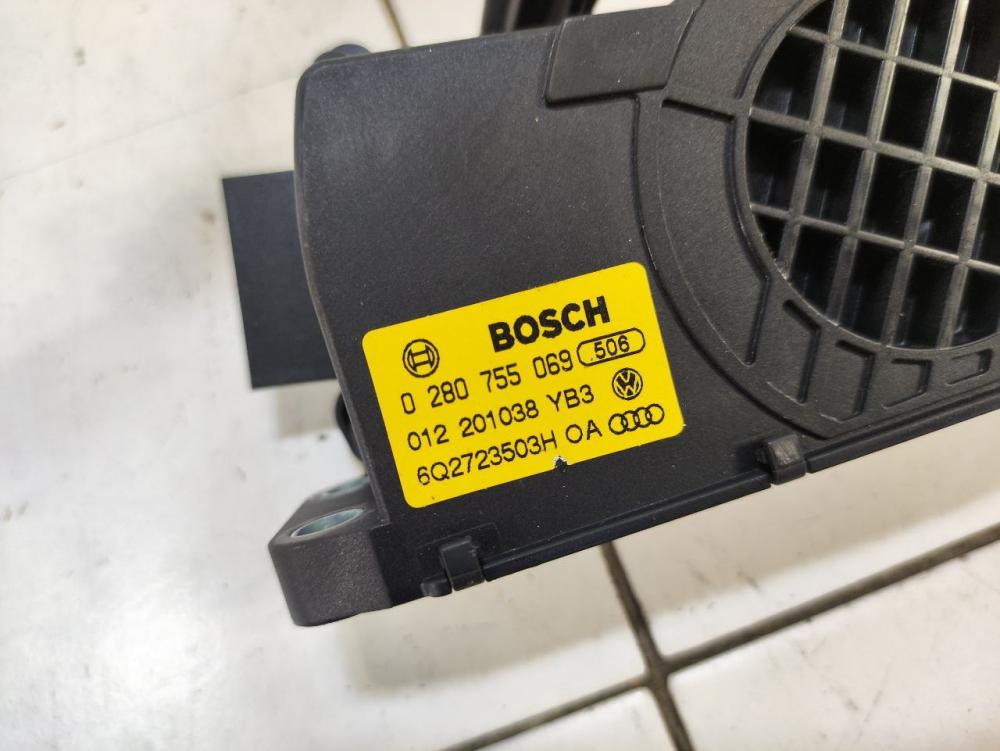 BOSCH
0 280 755 069 506
012 201038 YB3
6Q2723503H OA